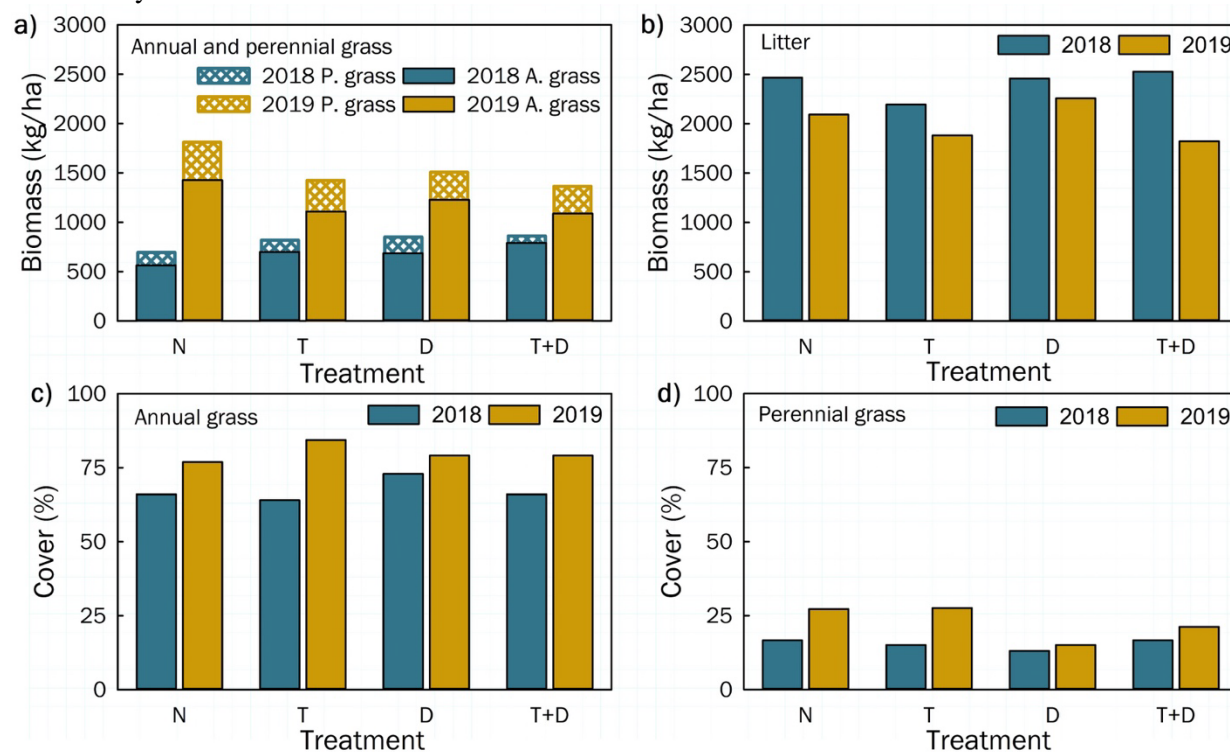 a)
Annual and perennial grass
2018 P. grass 2018 A. grass
2019 P. grass 2019 A. grass
3000
2500
2000
1500
1000
500
0
Biomass (kg/ha)
N T D T+D
Treatment
b)
Litter
2018 2019
3000
2500
2000
1500
1000
500
0
Biomass (kg/ha)
N T D T+D
Treatment
c)
Annual grass
2018 2019
100
75
50
25
0
Cover (%)
N T D T+D
Treatment
d)
Perennial grass
2018 2019
100
75
50
25
0
Cover (%)
N T D T+D
Treatment